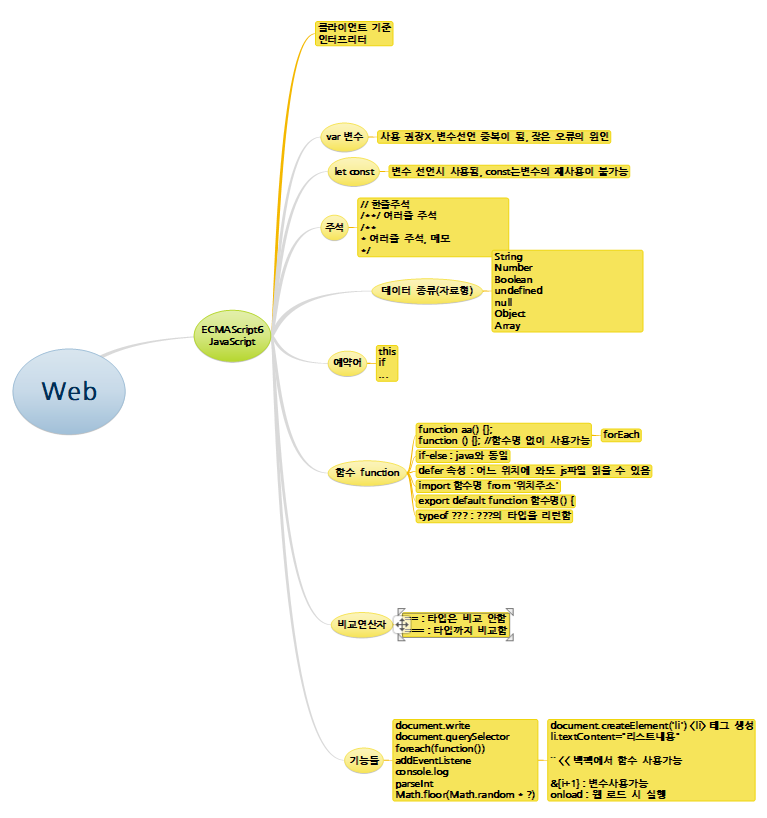 클라이언트 기준
인터프리터
var 변수
사용 권장X, 변수선언 중복이 됨, 잦은 오류의 원인
let const
변수 선언시 사용됨, const는변수의 재사용이 불가능
주석
// 한줄주석
/**/ 여러줄 주석
/**
* 여러줄 주석, 메모
*/
데이터 종류(자료형)
String
Number
Boolean
undefined
null
Object
Array
ECMAScript6
JavaScript
Web
예약어
this
if
...
함수 function
function aa() {};
function () {}; //함수명 없이 사용가능
forEach
if-else : java와 동일
defer 속성 : 어느 위치에 와도 js파일 읽을 수 있음
import 함수명 from '위치주소'
export default function 함수명() {
typeof ??? : ???의 타입을 리턴함
비교연산자
== : 타입은 비교 안함
=== : 타입까지 비교함
기능들
document.write
document.querySelector
foreach(function())
addEventListene
console.log
parseInt
Math.floor(Math.random * ?)
document.createElement('li') <li> 태그 생성
li.textContent="리스트내용"
`` << 백팩에서 함수 사용가능
&{i+1} : 변수사용가능
onload : 웹 로드 시 실행